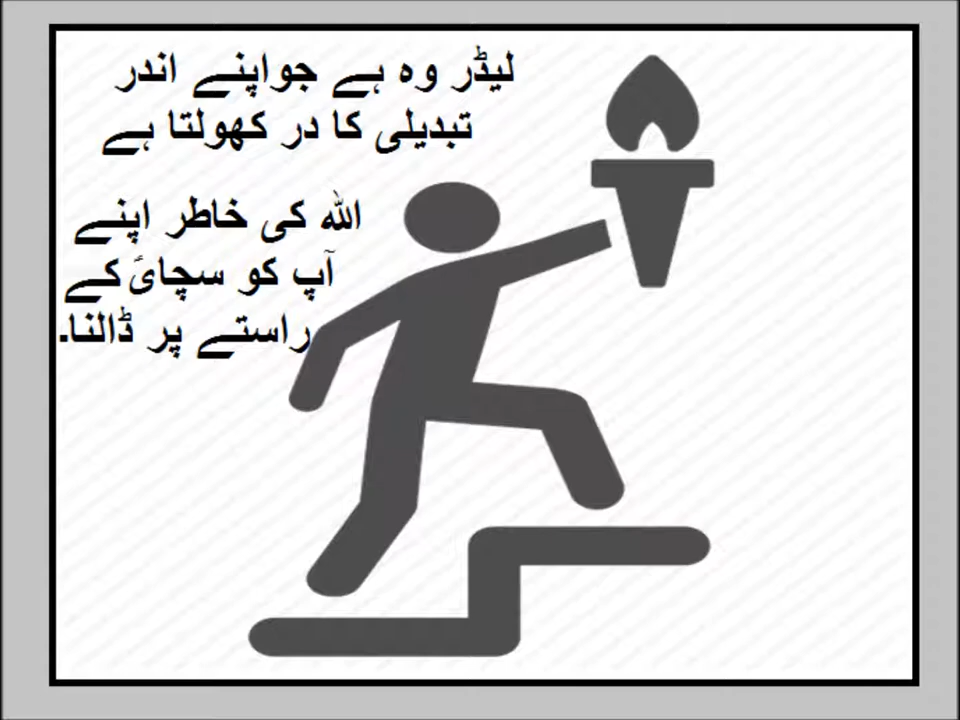 لیڈر وہ ہے جواپنے اندر
تبدیلی کا در کھولتا ہے
اللہ کی خاطر اپنے
آپ کو سچائ کے
راستے پر ڈالنا۔